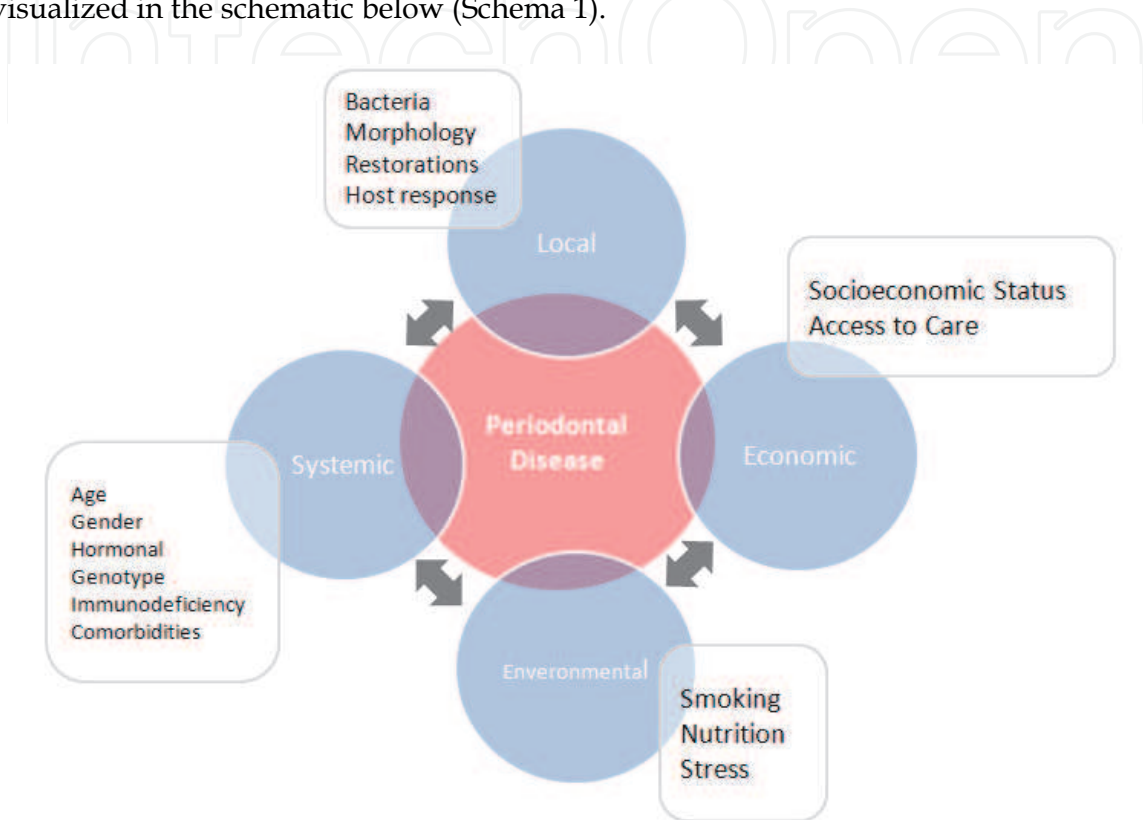 visualized in the schematic below (Schema 1).
IntechOpen
Bacteria
Morphology
Restorations
Host response
Local
Socioeconomic Status
Access to Care
Periodontal
Disease
Systemic
Economic
Age
Gender
Hormonal
Genotype
Immunodeficiency
Comorbidities
Enveronmental
Smoking
Nutrition
Stress